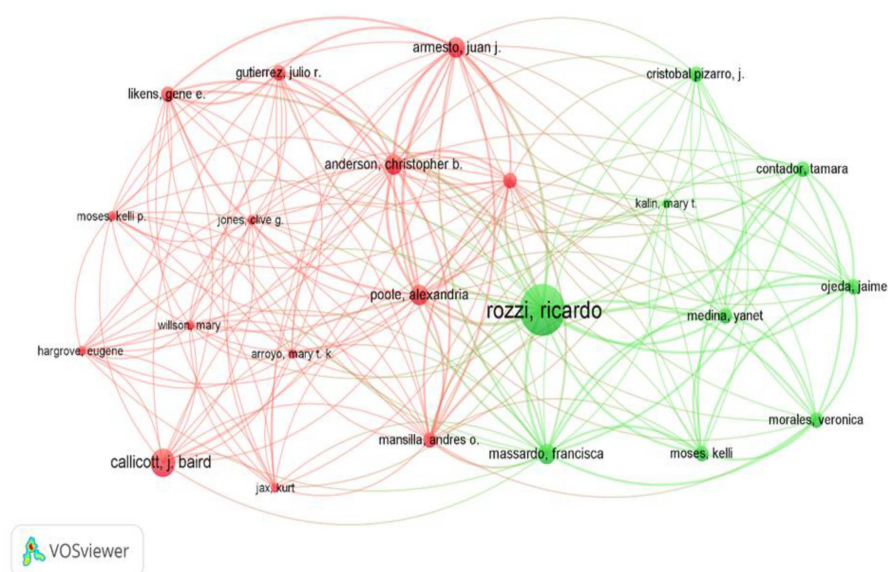 armesto, juan j.
gutierrez, julio r.
cristobal pizarro, j.
likens, gene e.
anderson, christopher b.
contador, tamara
kalin, mary t.
moses, kelli p.
jones, clive g.
ojeda, jaime
poole, alexandria
rozzi, ricardo
medina, yanet
willson, mary
hargrove, eugene
arroyo, mary t. k.
morales, veronica
mansilla, andres o.
massardo, francisca
moses, kelli
callicott, j. baird
jax, kurt
VOSviewer